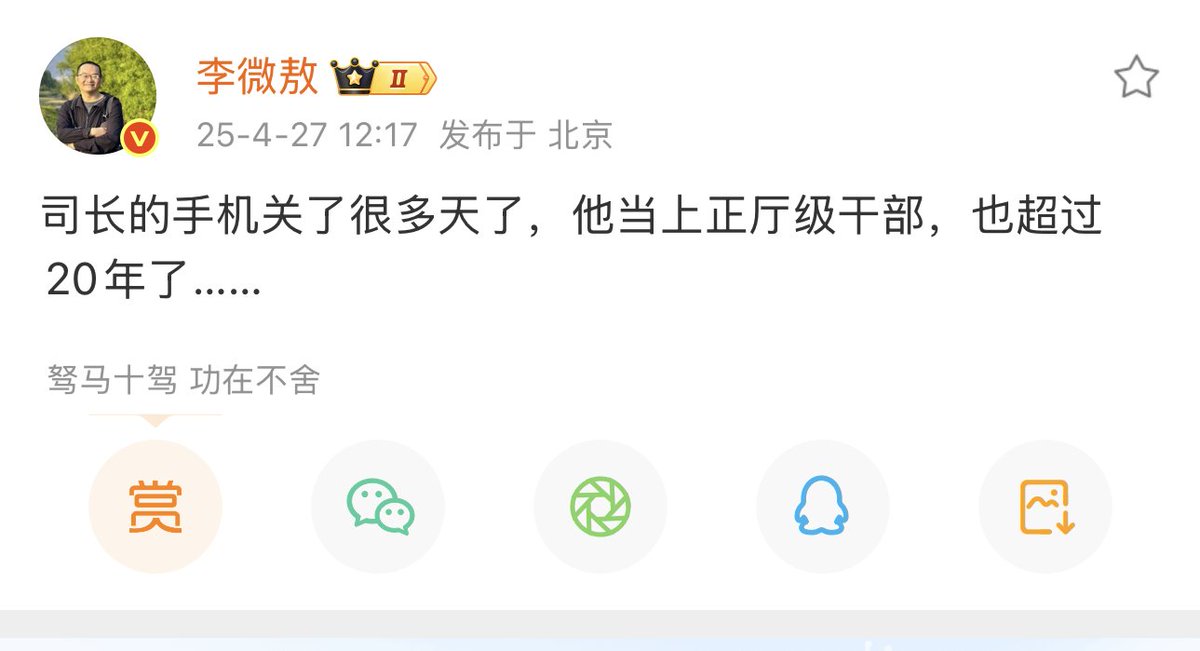 李微敖 II
25-4-27 12:17 发布于 北京
司长的手机关了很多天了，他当上正厅级干部，也超过
20年了......
驽马十驾 功在不舍
赏